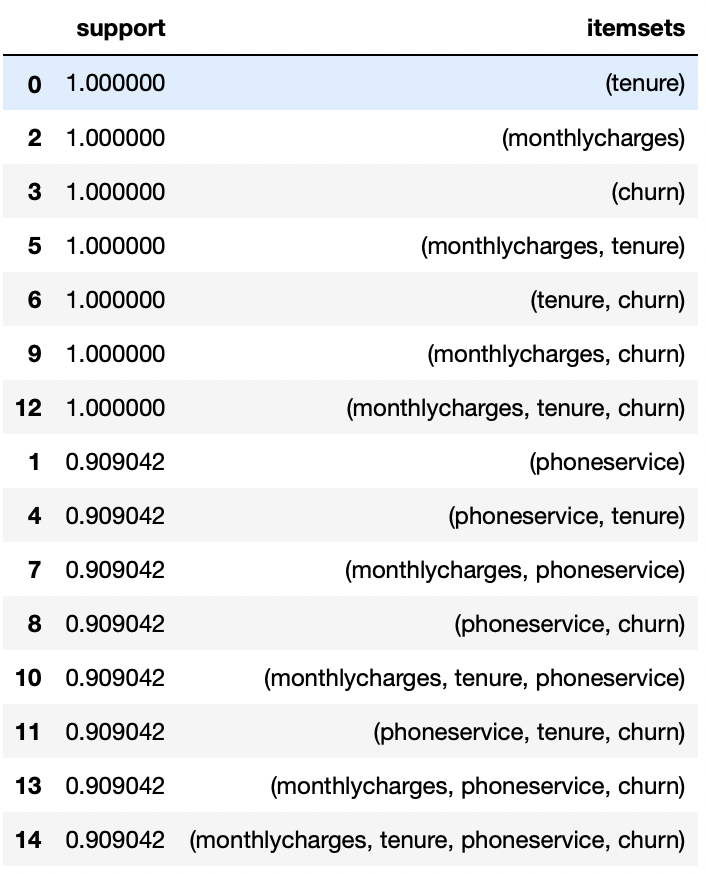 support itemsets
0 1.000000 (tenure)
2 1.000000 (monthlycharges)
3 1.000000 (churn)
5 1.000000 (monthlycharges, tenure)
6 1.000000 (tenure, churn)
9 1.000000 (monthlycharges, churn)
12 1.000000 (monthlycharges, tenure, churn)
1 0.909042 (phoneservice)
4 0.909042 (phoneservice, tenure)
7 0.909042 (monthlycharges, phoneservice)
8 0.909042 (phoneservice, churn)
10 0.909042 (monthlycharges, tenure, phoneservice)
11 0.909042 (phoneservice, tenure, churn)
13 0.909042 (monthlycharges, phoneservice, churn)
14 0.909042 (monthlycharges, tenure, phoneservice, churn)